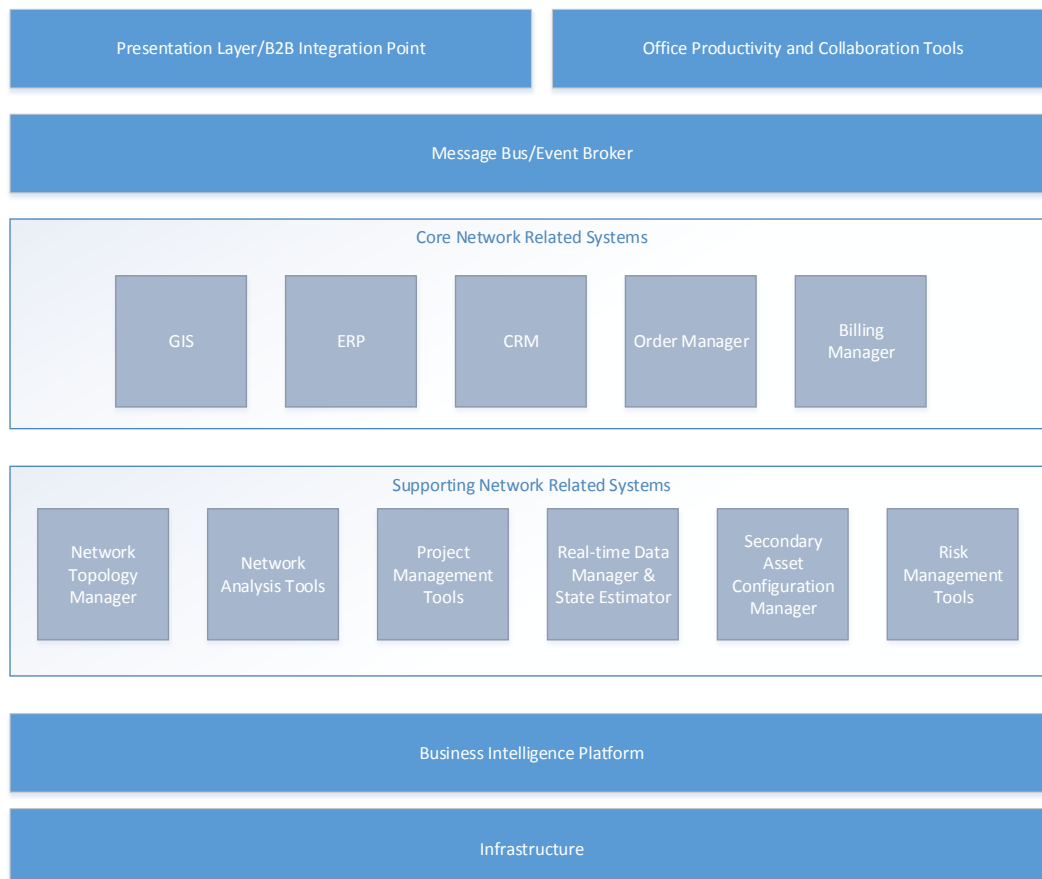 Presentation Layer/B2B Integration Point
Office Productivity and Collaboration Tools
Message Bus/Event Broker
Core Network Related Systems
GIS
ERP
CRM
Order Manager
Billing
Manager
Supporting Network Related Systems
Network
Topology
Manager
Network
Analysis Tools
Project
Management
Tools
Real-time Data
Manager &
State Estimator
Secondary
Asset
Configuration
Manager
Risk
Management
Tools
Business Intelligence Platform
Infrastructure